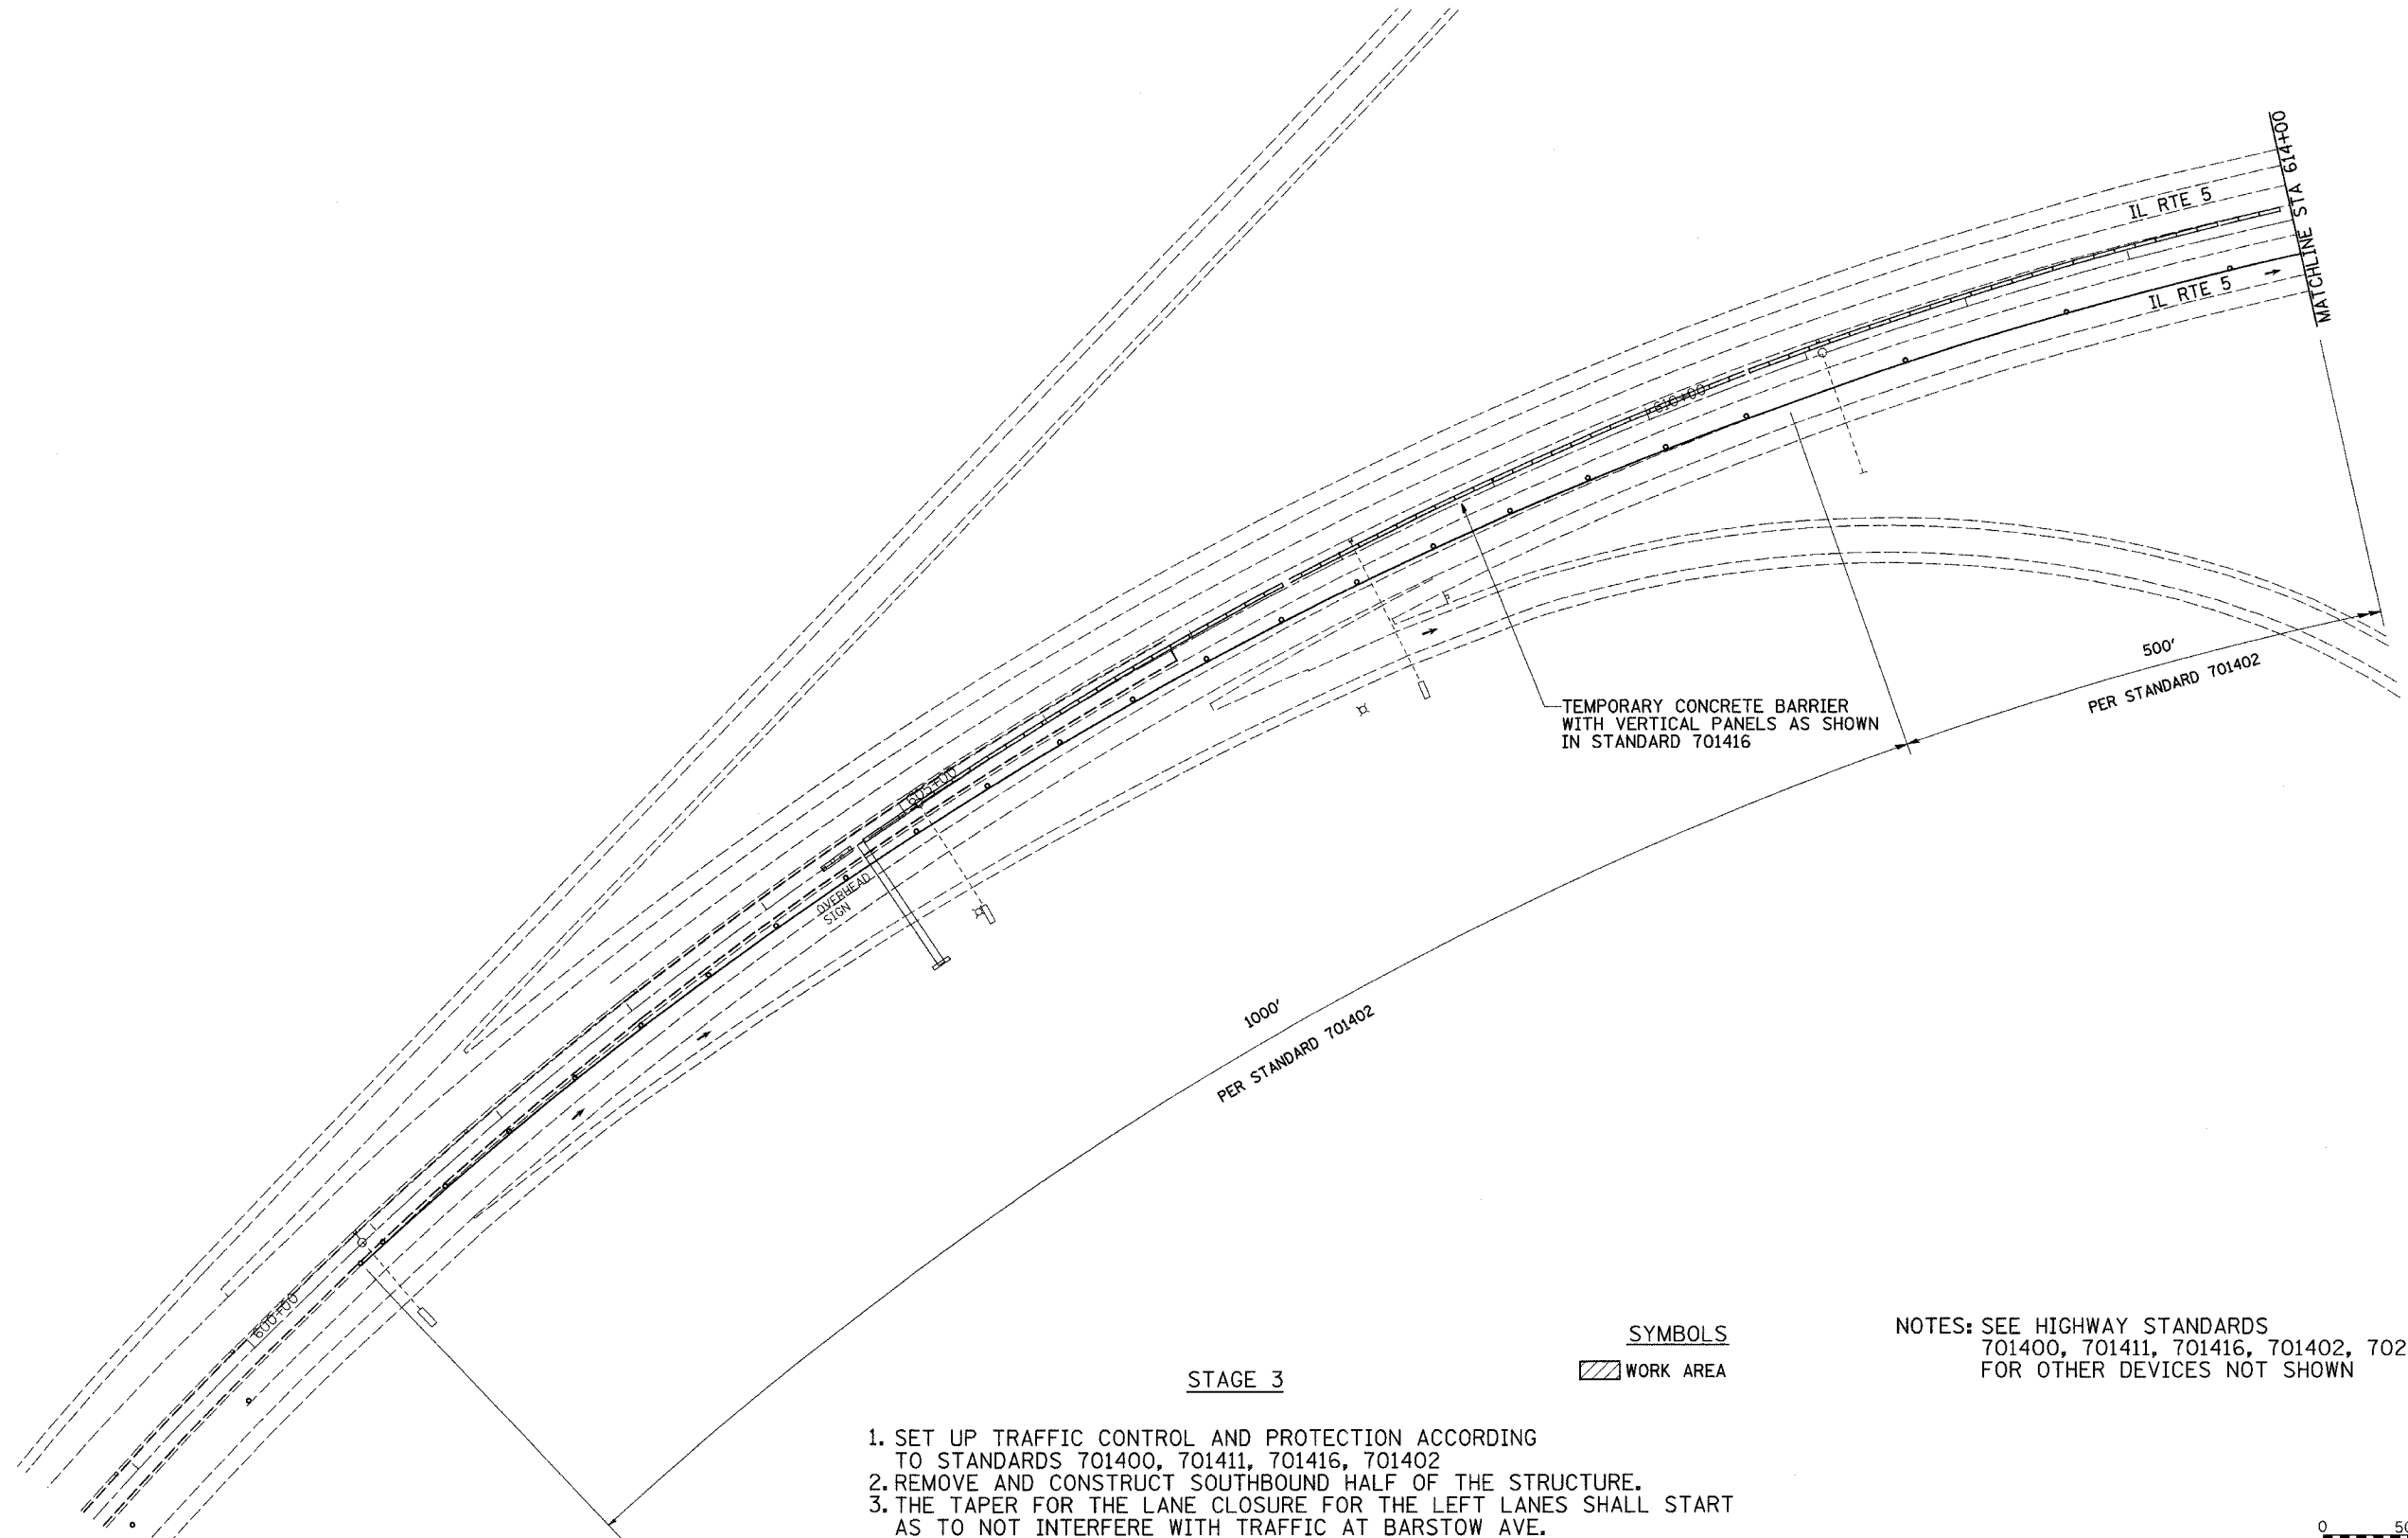 MATCHLINE STA 614+00
IL RTE 5
IL RTE 5
610+00
500'
PER STANDARD 701402
TEMPORARY CONCRETE BARRIER
WITH VERTICAL PANELS AS SHOWN
IN STANDARD 701416
605+00
OVERHEAD
SIGN
1000'
PER STANDARD 701402
600+00
SYMBOLS
WORK AREA
NOTES: SEE HIGHWAY STANDARDS
701400, 701411, 701416, 701402, 702
FOR OTHER DEVICES NOT SHOWN
STAGE 3
1. SET UP TRAFFIC CONTROL AND PROTECTION ACCORDING
TO STANDARDS 701400, 701411, 701416, 701402
2. REMOVE AND CONSTRUCT SOUTHBOUND HALF OF THE STRUCTURE.
3. THE TAPER FOR THE LANE CLOSURE FOR THE LEFT LANES SHALL START
AS TO NOT INTERFERE WITH TRAFFIC AT BARSTOW AVE.
0 50